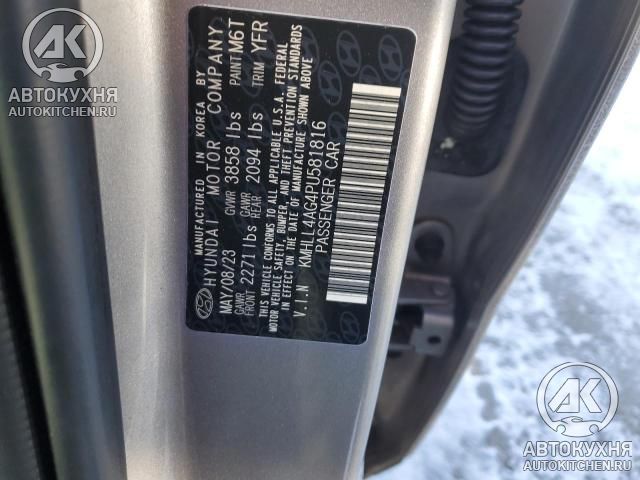 AK
АВТОКУХНЯ
AUTOKITCHEN.RU
MANUFACTURED IN KOREA BY
HYUNDAI MOTOR COMPANY
MAY/08/23 GVWR 3858 lbs PAINT M6T
GAWR FRONT 2271 lbs GAWR REAR 2094 lbs TRIM YFR
THIS VEHICLE CONFORMS TO ALL APPLICABLE U.S.A. FEDERAL
MOTOR VEHICLE SAFETY, BUMPER, AND THEFT PREVENTION STANDARDS
IN EFFECT ON THE DATE OF MANUFACTURE SHOWN ABOVE
V.I.N KMHLL4AG4PU581816
PASSENGER CAR
AK
АВТОКУХНЯ
AUTOKITCHEN.RU